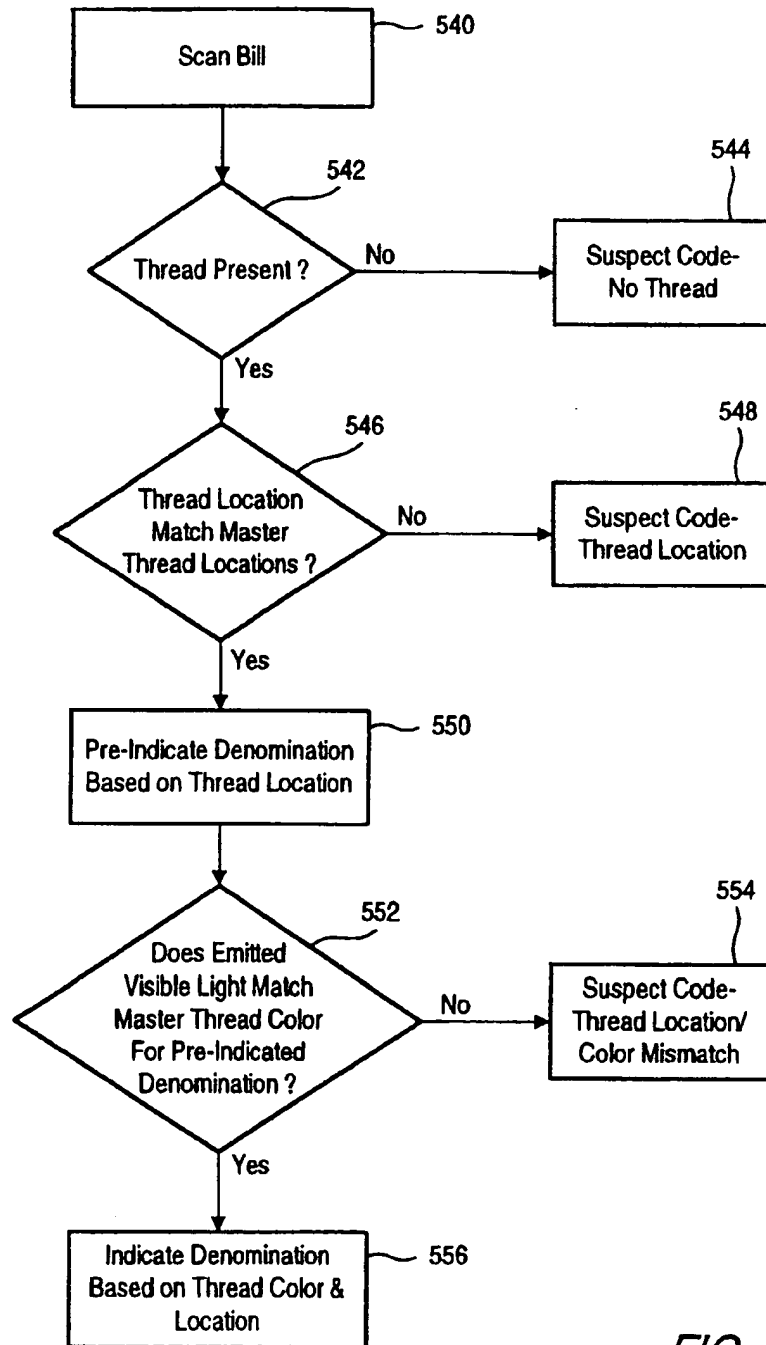 Scan Bill
540
542
Thread Present ?
No
544
Suspect Code-
No Thread
Yes
546
Thread Location
Match Master
Thread Locations ?
No
548
Suspect Code-
Thread Location
Yes
Pre-Indicate Denomination
Based on Thread Location
550
552
Does Emitted
Visible Light Match
Master Thread Color
For Pre-Indicated
Denomination ?
No
554
Suspect Code-
Thread Location/
Color Mismatch
Yes
Indicate Denomination
Based on Thread Color &
Location
556